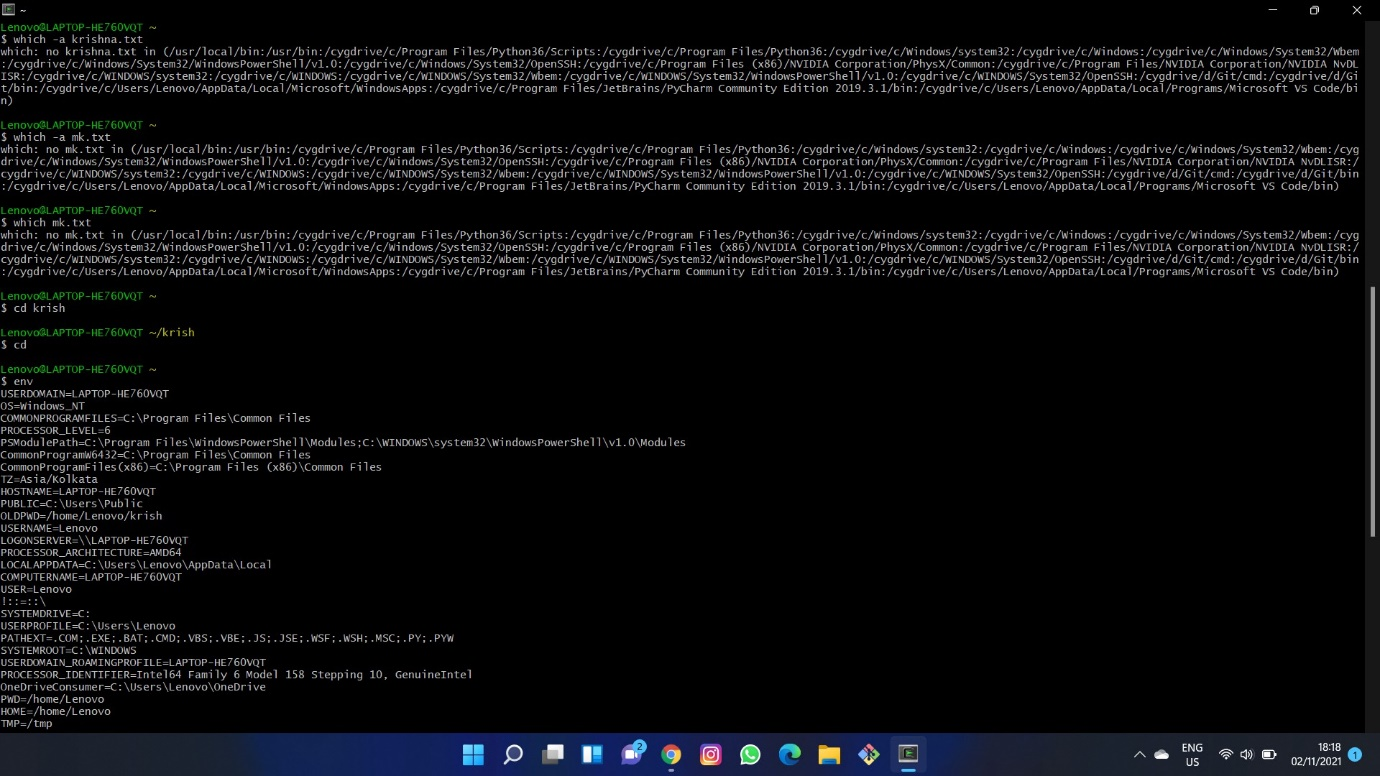 ~
Lenovo@LAPTOP-HE760VQT ~
$ which -a krishna.txt
which: no krishna.txt in (/usr/local/bin:/usr/bin:/cygdrive/c/Program Files/Python36/Scripts:/cygdrive/c/Program Files/Python36:/cygdrive/c/Windows/system32:/cygdrive/c/Windows:/cygdrive/c/Windows/System32/Wbem
:/cygdrive/c/Windows/System32/WindowsPowerShell/v1.0:/cygdrive/c/Windows/System32/OpenSSH:/cygdrive/c/Program Files (x86)/NVIDIA Corporation/PhysX/Common:/cygdrive/c/Program Files/NVIDIA Corporation/NVIDIA NvDL
ISR:/cygdrive/c/WINDOWS/system32:/cygdrive/c/WINDOWS:/cygdrive/c/WINDOWS/System32/Wbem:/cygdrive/c/WINDOWS/System32/WindowsPowerShell/v1.0:/cygdrive/c/WINDOWS/System32/OpenSSH:/cygdrive/d/Git/cmd:/cygdrive/d/Gi
t/bin:/cygdrive/c/Users/Lenovo/AppData/Local/Microsoft/WindowsApps:/cygdrive/c/Program Files/JetBrains/PyCharm Community Edition 2019.3.1/bin:/cygdrive/c/Users/Lenovo/AppData/Local/Programs/Microsoft VS Code/bi
n)
Lenovo@LAPTOP-HE760VQT ~
$ which -a mk.txt
which: no mk.txt in (/usr/local/bin:/usr/bin:/cygdrive/c/Program Files/Python36/Scripts:/cygdrive/c/Program Files/Python36:/cygdrive/c/Windows/system32:/cygdrive/c/Windows:/cygdrive/c/Windows/System32/Wbem:/cyg
drive/c/Windows/System32/WindowsPowerShell/v1.0:/cygdrive/c/Windows/System32/OpenSSH:/cygdrive/c/Program Files (x86)/NVIDIA Corporation/PhysX/Common:/cygdrive/c/Program Files/NVIDIA Corporation/NVIDIA NvDLISR:/
cygdrive/c/WINDOWS/system32:/cygdrive/c/WINDOWS:/cygdrive/c/WINDOWS/System32/Wbem:/cygdrive/c/WINDOWS/System32/WindowsPowerShell/v1.0:/cygdrive/c/WINDOWS/System32/OpenSSH:/cygdrive/d/Git/cmd:/cygdrive/d/Git/bin
:/cygdrive/c/Users/Lenovo/AppData/Local/Microsoft/WindowsApps:/cygdrive/c/Program Files/JetBrains/PyCharm Community Edition 2019.3.1/bin:/cygdrive/c/Users/Lenovo/AppData/Local/Programs/Microsoft VS Code/bin)
Lenovo@LAPTOP-HE760VQT ~
$ which mk.txt
which: no mk.txt in (/usr/local/bin:/usr/bin:/cygdrive/c/Program Files/Python36/Scripts:/cygdrive/c/Program Files/Python36:/cygdrive/c/Windows/system32:/cygdrive/c/Windows:/cygdrive/c/Windows/System32/Wbem:/cyg
drive/c/Windows/System32/WindowsPowerShell/v1.0:/cygdrive/c/Windows/System32/OpenSSH:/cygdrive/c/Program Files (x86)/NVIDIA Corporation/PhysX/Common:/cygdrive/c/Program Files/NVIDIA Corporation/NVIDIA NvDLISR:/
cygdrive/c/WINDOWS/system32:/cygdrive/c/WINDOWS:/cygdrive/c/WINDOWS/System32/Wbem:/cygdrive/c/WINDOWS/System32/WindowsPowerShell/v1.0:/cygdrive/c/WINDOWS/System32/OpenSSH:/cygdrive/d/Git/cmd:/cygdrive/d/Git/bin
:/cygdrive/c/Users/Lenovo/AppData/Local/Microsoft/WindowsApps:/cygdrive/c/Program Files/JetBrains/PyCharm Community Edition 2019.3.1/bin:/cygdrive/c/Users/Lenovo/AppData/Local/Programs/Microsoft VS Code/bin)
Lenovo@LAPTOP-HE760VQT ~
$ cd krish
Lenovo@LAPTOP-HE760VQT ~/krish
$ cd
Lenovo@LAPTOP-HE760VQT ~
$ env
USERDOMAIN=LAPTOP-HE760VQT
OS=Windows_NT
COMMONPROGRAMFILES=C:\Program Files\Common Files
PROCESSOR_LEVEL=6
PSModulePath=C:\Program Files\WindowsPowerShell\Modules;C:\WINDOWS\system32\WindowsPowerShell\v1.0\Modules
CommonProgramW6432=C:\Program Files\Common Files
CommonProgramFiles(x86)=C:\Program Files (x86)\Common Files
TZ=Asia/Kolkata
HOSTNAME=LAPTOP-HE760VQT
PUBLIC=C:\Users\Public
OLDPWD=/home/Lenovo/krish
USERNAME=Lenovo
LOGONSERVER=\\LAPTOP-HE760VQT
PROCESSOR_ARCHITECTURE=AMD64
LOCALAPPDATA=C:\Users\Lenovo\AppData\Local
COMPUTERNAME=LAPTOP-HE760VQT
USER=Lenovo
!::=::\
SYSTEMDRIVE=C:
USERPROFILE=C:\Users\Lenovo
PATHEXT=.COM;.EXE;.BAT;.CMD;.VBS;.VBE;.JS;.JSE;.WSF;.WSH;.MSC;.PY;.PYW
SYSTEMROOT=C:\WINDOWS
USERDOMAIN_ROAMINGPROFILE=LAPTOP-HE760VQT
PROCESSOR_IDENTIFIER=Intel64 Family 6 Model 158 Stepping 10, GenuineIntel
OneDriveConsumer=C:\Users\Lenovo\OneDrive
PWD=/home/Lenovo
HOME=/home/Lenovo
TMP=/tmp
2
ENG
US
18:18
02/11/2021
1